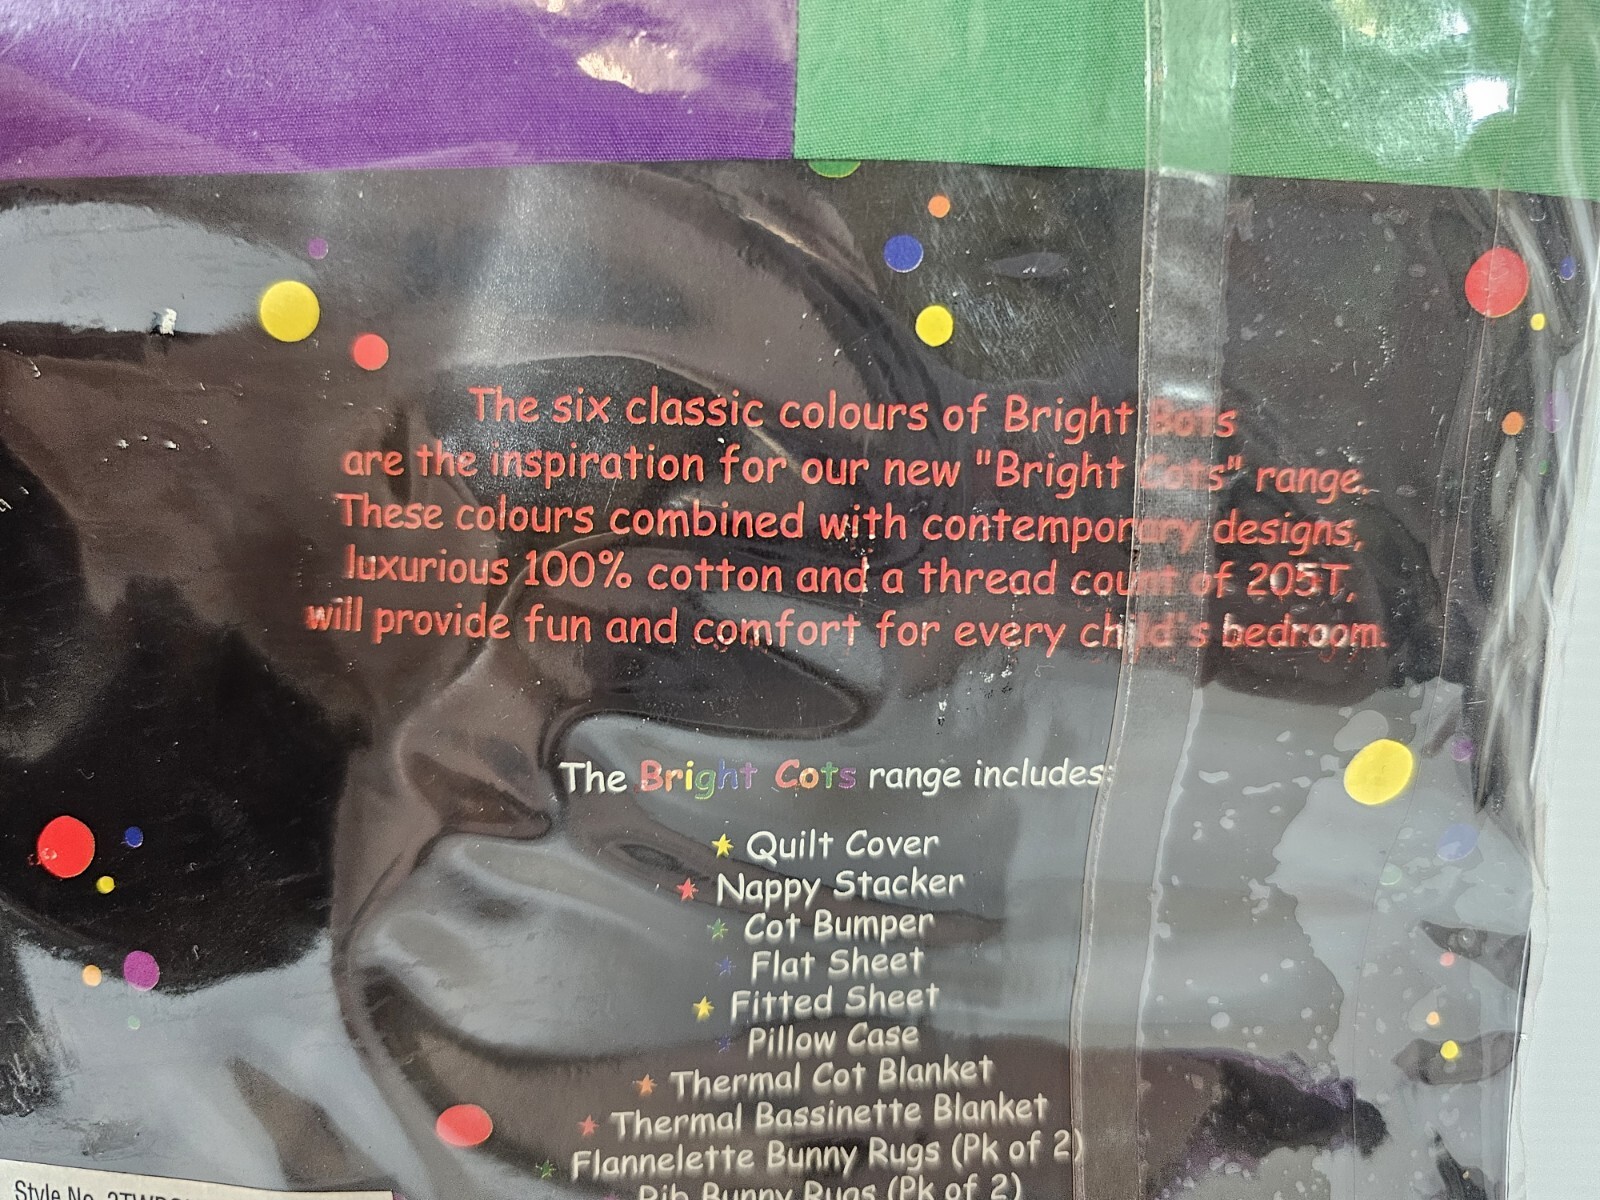 The six classic colours of Bright Bots
are the inspiration for our new "Bright Cots" range.
These colours combined with contemporary designs,
luxurious 100% cotton and a thread count of 205T,
will provide fun and comfort for every child's bedroom.
The Bright Cots range includes:
Quilt Cover
Nappy Stacker
Cot Bumper
Flat Sheet
Fitted Sheet
Pillow Case
Thermal Cot Blanket
Thermal Bassinette Blanket
Flannelette Bunny Rugs (Pk of 2)
Rib Bunny Rugs (Pk of 2)
Style No.